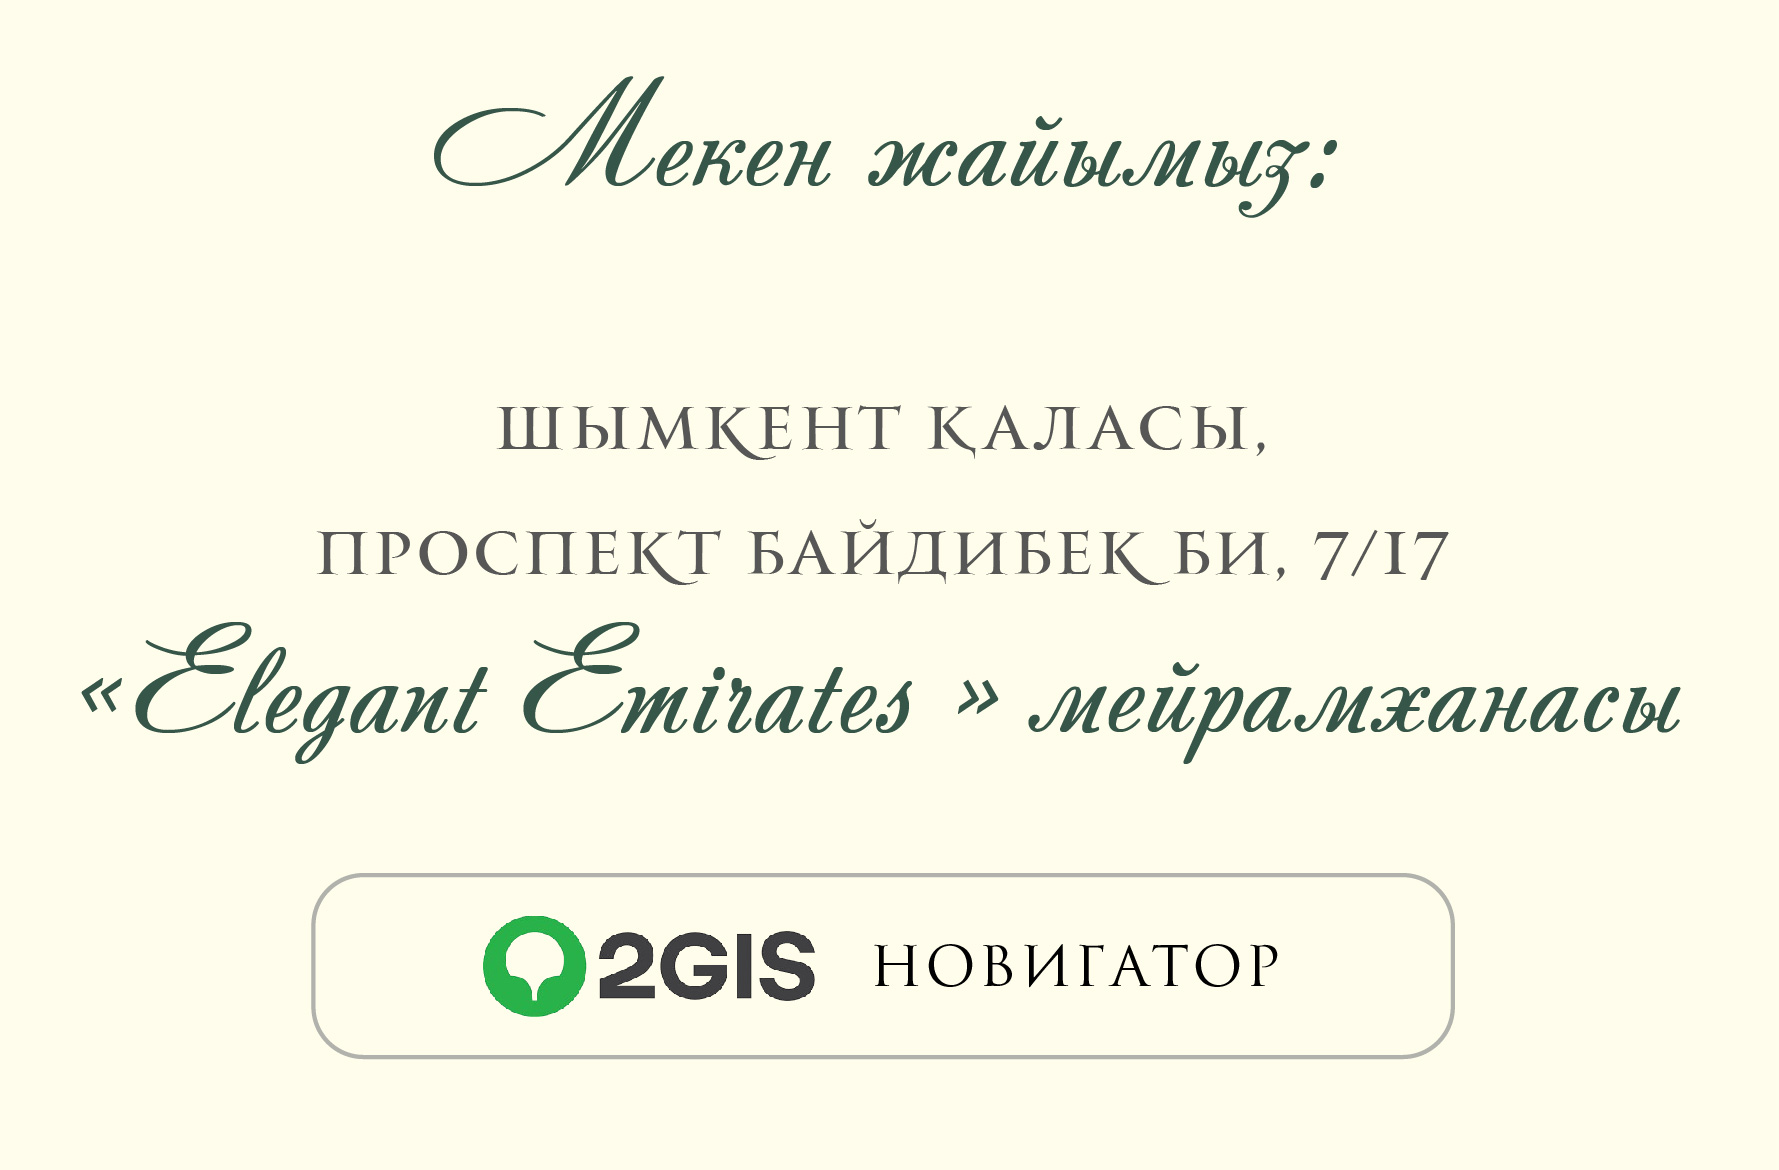 Мекен жайымыз:
ШЫМКЕНТ ҚАЛАСЫ,
ПРОСПЕКТ БАЙДИБЕК БИ, 7/17
«Elegant Emirates » мейрамханасы
2GIS НОВИГАТОР